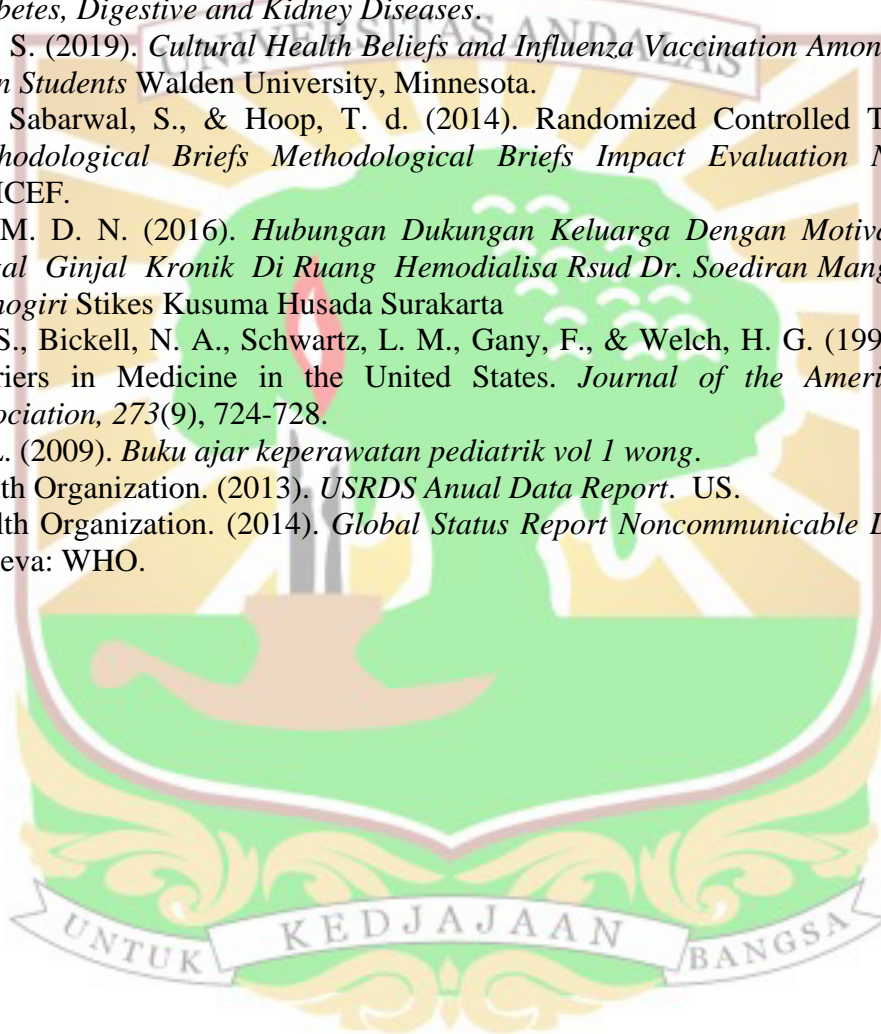 betes, Digestive and Kidney Diseases.
S. (2019). Cultural Health Beliefs and Influenza Vaccination Amon
n Students Walden University, Minnesota.
Sabarwal, S., & Hoop, T. d. (2014). Randomized Controlled T
hodological Briefs Methodological Briefs Impact Evaluation N
ICEF.
M. D. N. (2016). Hubungan Dukungan Keluarga Dengan Motiva
al Ginjal Kronik Di Ruang Hemodialisa Rsud Dr. Soediran Mang
nogiri Stikes Kusuma Husada Surakarta
S., Bickell, N. A., Schwartz, L. M., Gany, F., & Welch, H. G. (199
riers in Medicine in the United States. Journal of the Ameri
ociation, 273(9), 724-728.
L. (2009). Buku ajar keperawatan pediatrik vol 1 wong.
lth Organization. (2013). USRDS Anual Data Report. US.
lth Organization. (2014). Global Status Report Noncommunicable D
eva: WHO.
UNIVERSITAS ANDALAS
UNTUK KEDJAJAAN BANGSA